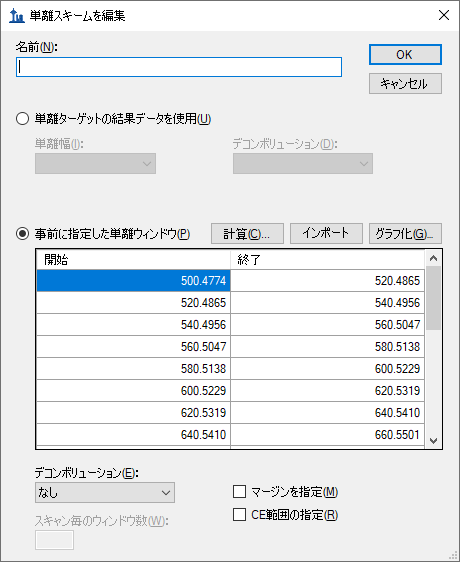 単離スキームを編集
名前(N):
OK
キャンセル
単離ターゲットの結果データを使用(U)
単離幅(I): デコンボリューション(D):
事前に指定した単離ウィンドウ(P) 計算(C)... インポート グラフ化(G)...
開始 終了
500.4774 520.4865
520.4865 540.4956
540.4956 560.5047
560.5047 580.5138
580.5138 600.5229
600.5229 620.5319
620.5319 640.5410
640.5410 660.5501
デコンボリューション(E):
なし
マージンを指定(M)
スキャン毎のウィンドウ数(W):
CE範囲の指定(R)